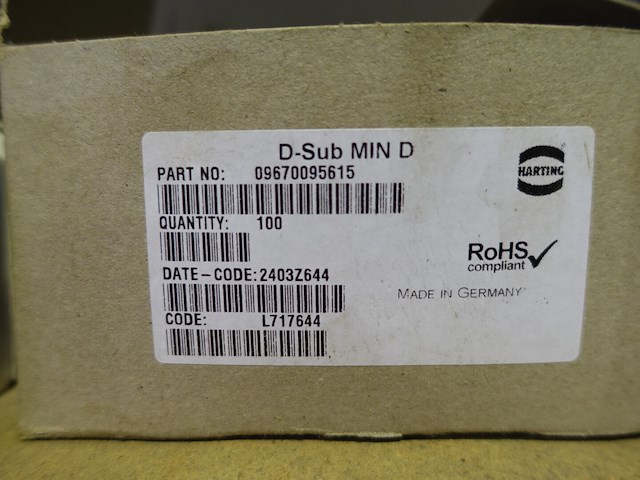 D-Sub MIN D
PART NO: 09670095615
HARTING
QUANTITY: 100
RoHS
compliant
DATE-CODE:2403Z644
MADE IN GERMANY
CODE: L717644